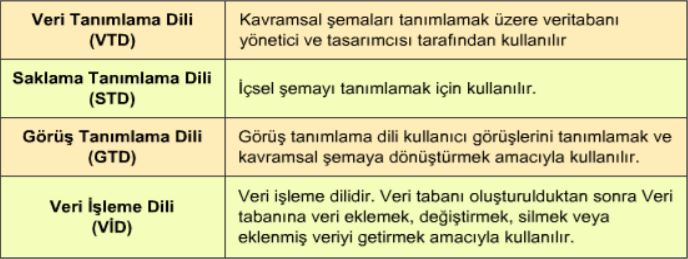 Veri Tanımlama Dili
(VTD)
Kavramsal şemaları tanımlamak üzere veritabanı
yönetici ve tasarımcısı tarafından kullanılır
Saklama Tanımlama Dili
(STD)
İçsel şemayı tanımlamak için kullanılır.
Görüş Tanımlama Dili
(GTD)
Görüş tanımlama dili kullanıcı görüşlerini tanımlamak ve
kavramsal şemaya dönüştürmek amacıyla kullanılır.
Veri İşleme Dili
(VİD)
Veri işleme dilidir. Veri tabanı oluşturulduktan sonra Veri
tabanına veri eklemek, değiştirmek, silmek veya
eklenmiş veriyi getirmek amacıyla kullanılır.